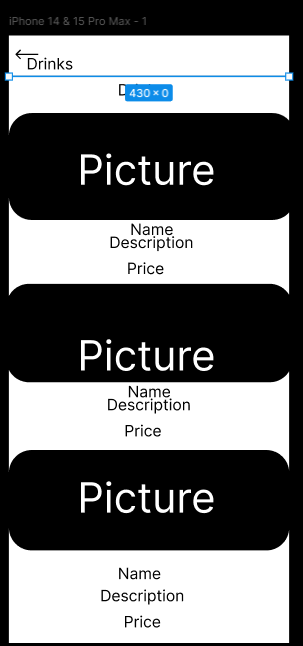 iPhone 14 & 15 Pro Max - 1
Drinks
430 × 0
Picture
Name
Description
Price
Picture
Name
Description
Price
Picture
Name
Description
Price